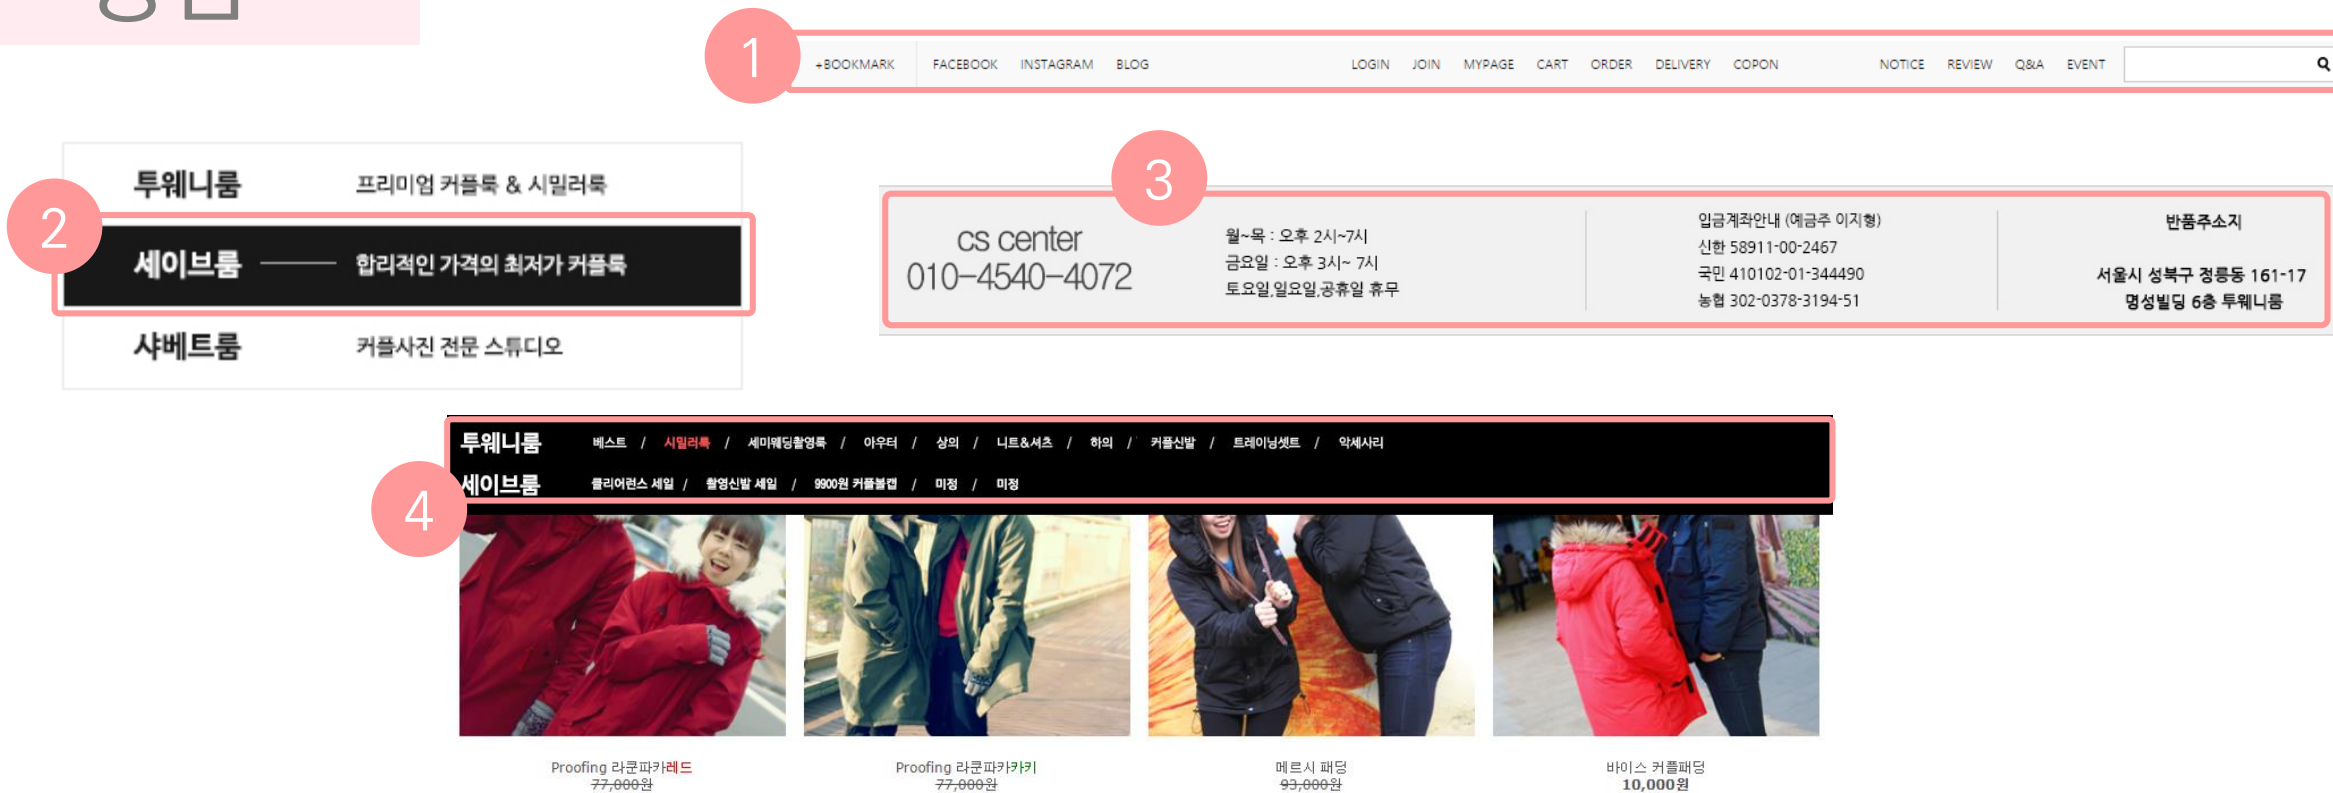 1
+BOOKMARK FACEBOOK INSTAGRAM BLOG LOGIN JOIN MYPAGE CART ORDER DELIVERY COPON NOTICE REVIEW Q&A EVENT
투웨니룸 프리미엄 커플룩 & 시밀러룩
2
세이브룸 합리적인 가격의 최저가 커플룩
샤베트룸 커플사진 전문 스튜디오
3
cs center
010-4540-4072
월~목 : 오후 2시~7시
금요일 : 오후 3시~ 7시
토요일,일요일,공휴일 휴무
입금계좌안내 (예금주 이지형)
신한 58911-00-2467
국민 410102-01-344490
농협 302-0378-3194-51
반품주소지
서울시 성북구 정릉동 161-17
명성빌딩 6층 투웨니룸
4
투웨니룸 베스트 / 시밀러룩 / 세미웨딩촬영룩 / 아우터 / 상의 / 니트&셔츠 / 하의 / 커플신발 / 트레이닝셋트 / 악세사리
세이브룸 클리어런스 세일 / 촬영신발 세일 / 9900원 커플볼캡 / 미정 / 미정
Proofing 라쿤파카레드
77,000원
Proofing 라쿤파카카키
77,000원
메르시 패딩
93,000원
바이스 커플패딩
10,000원